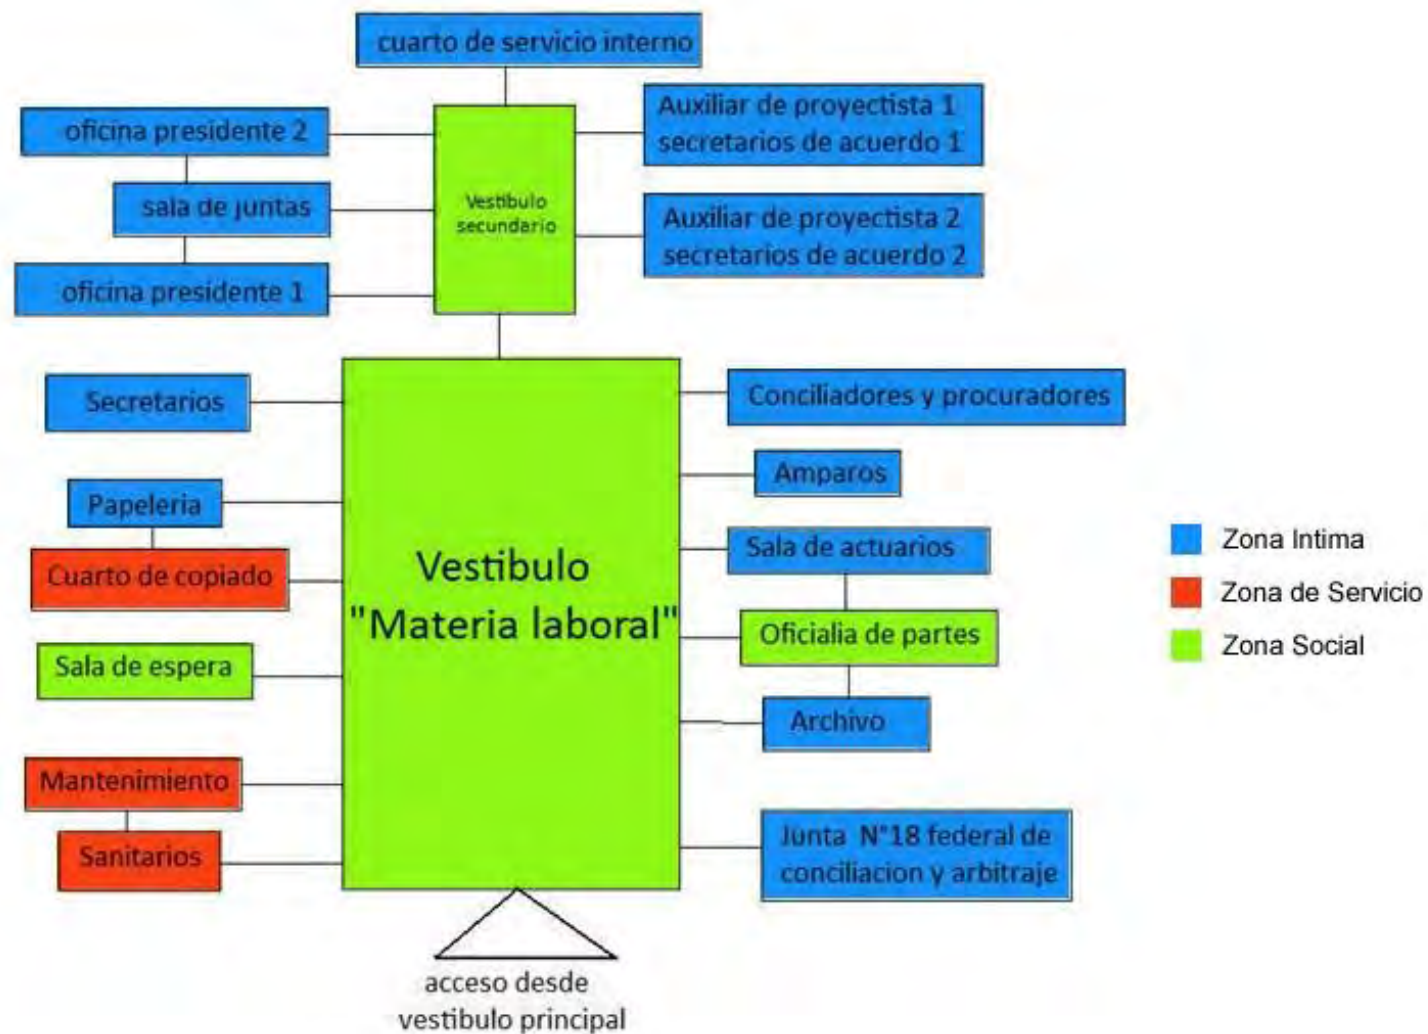 cuarto de servicio interno
oficina presidente 2
sala de juntas
oficina presidente 1
Vestibulo
secundario
Auxiliar de proyectista 1
secretarios de acuerdo 1
Auxiliar de proyectista 2
secretarios de acuerdo 2
Secretarios
Papeleria
Cuarto de copiado
Sala de espera
Mantenimiento
Sanitarios
Vestibulo
"Materia laboral"
Conciliadores y procuradores
Amparos
Sala de actuarios
Oficialia de partes
Archivo
Junta N°18 federal de
conciliacion y arbitraje
acceso desde
vestibulo principal
Zona Intima
Zona de Servicio
Zona Social